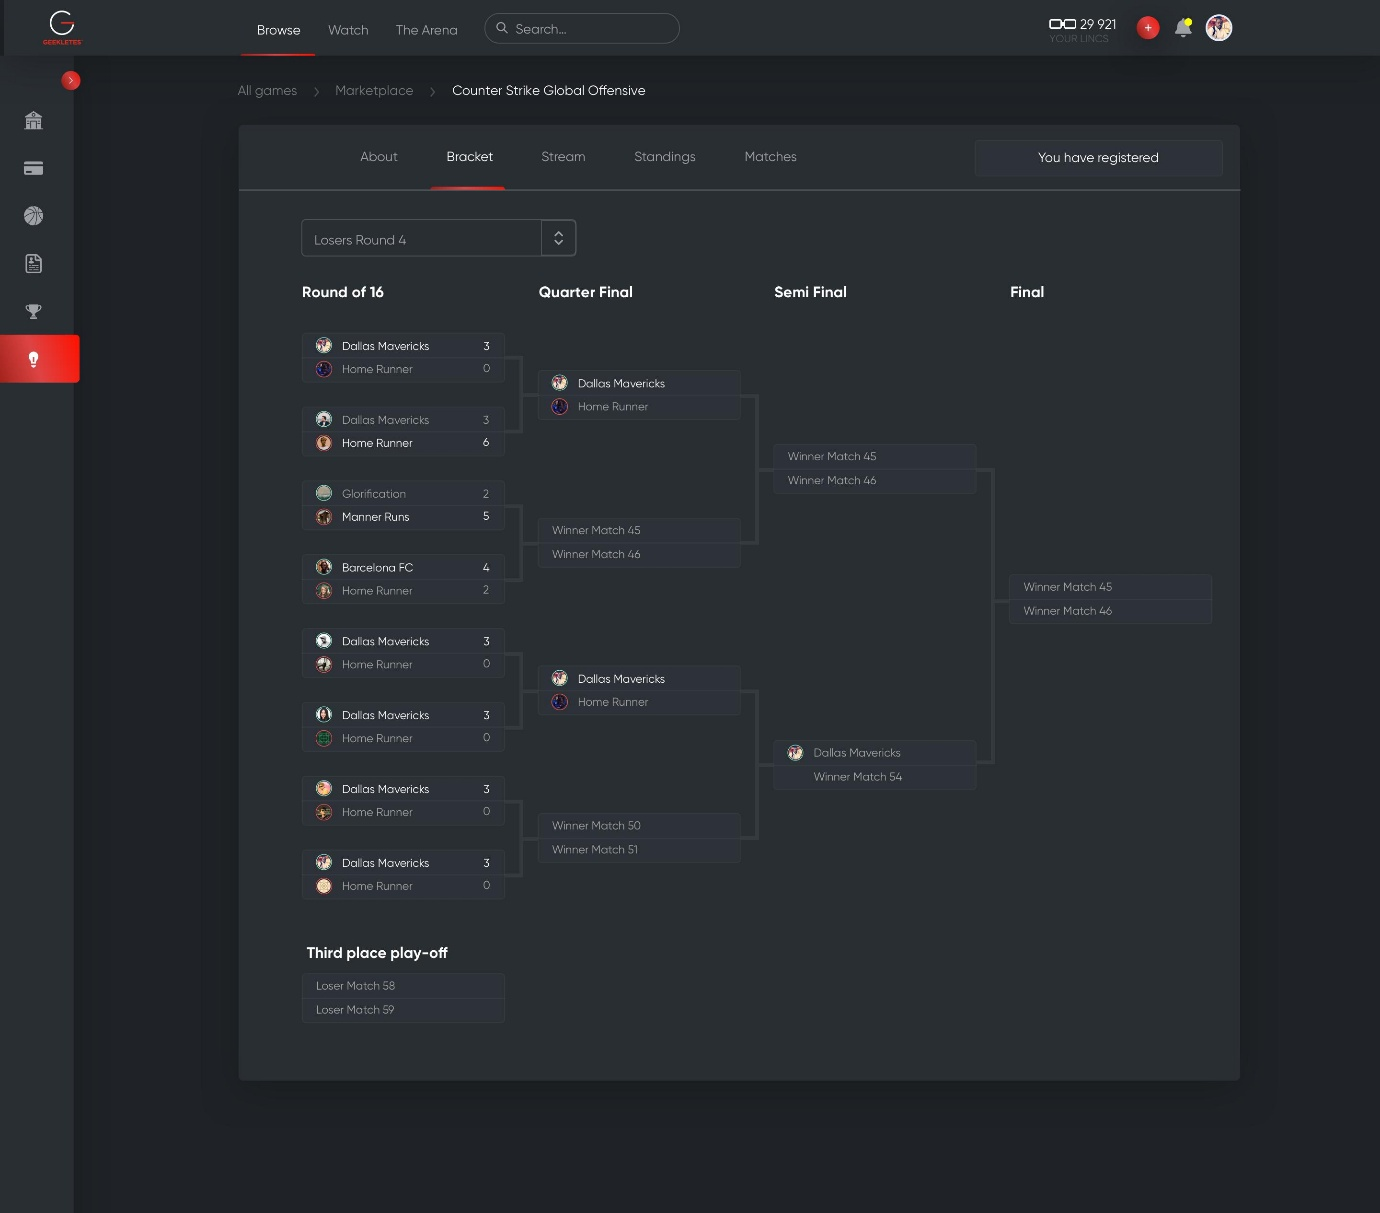 GEEKLETES
Browse
Watch
The Arena
Search...
29 921
YOUR LINCS
All games
Marketplace
Counter Strike Global Offensive
About
Bracket
Stream
Standings
Matches
You have registered
Losers Round 4
Round of 16
Quarter Final
Semi Final
Final
Dallas Mavericks 3
Home Runner 0
Dallas Mavericks 3
Home Runner 6
Glorification 2
Manner Runs 5
Barcelona FC 4
Home Runner 2
Dallas Mavericks 3
Home Runner 0
Dallas Mavericks 3
Home Runner 0
Dallas Mavericks 3
Home Runner 0
Dallas Mavericks 3
Home Runner 0
Dallas Mavericks
Home Runner
Winner Match 45
Winner Match 46
Dallas Mavericks
Home Runner
Winner Match 50
Winner Match 51
Winner Match 45
Winner Match 46
Dallas Mavericks
Winner Match 54
Winner Match 45
Winner Match 46
Third place play-off
Loser Match 58
Loser Match 59